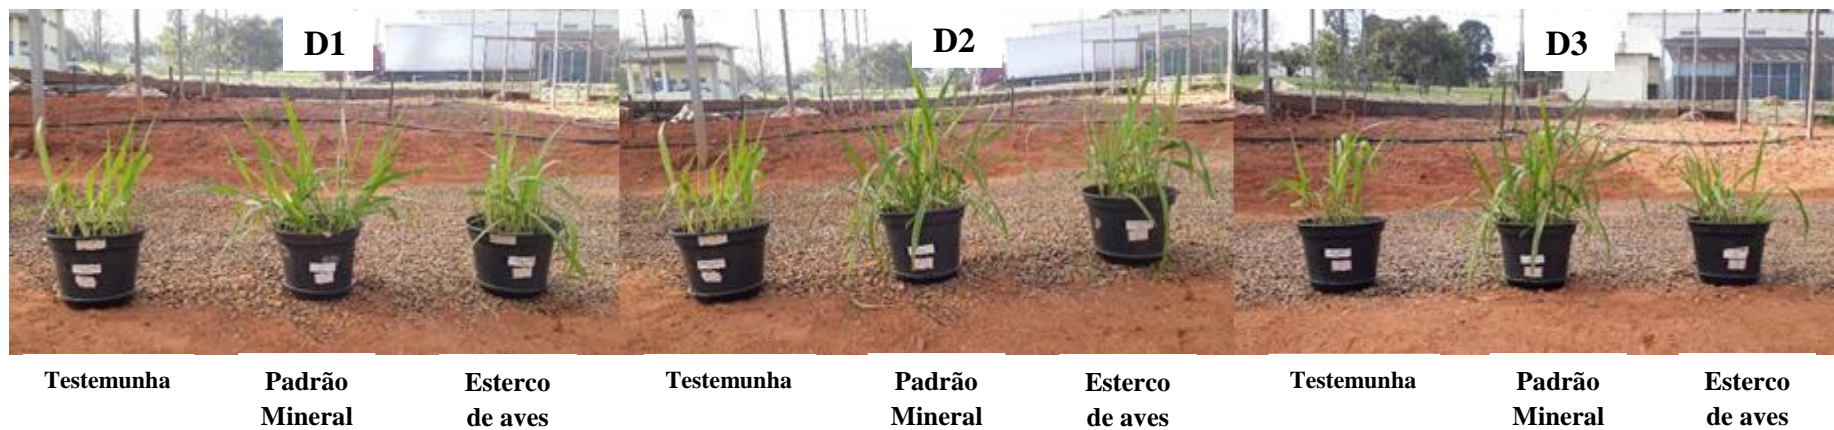 D1
D2
D3
Testemunha
Padrão
Mineral
Esterco
de aves
Testemunha
Padrão
Mineral
Esterco
de aves
Testemunha
Padrão
Mineral
Esterco
de aves